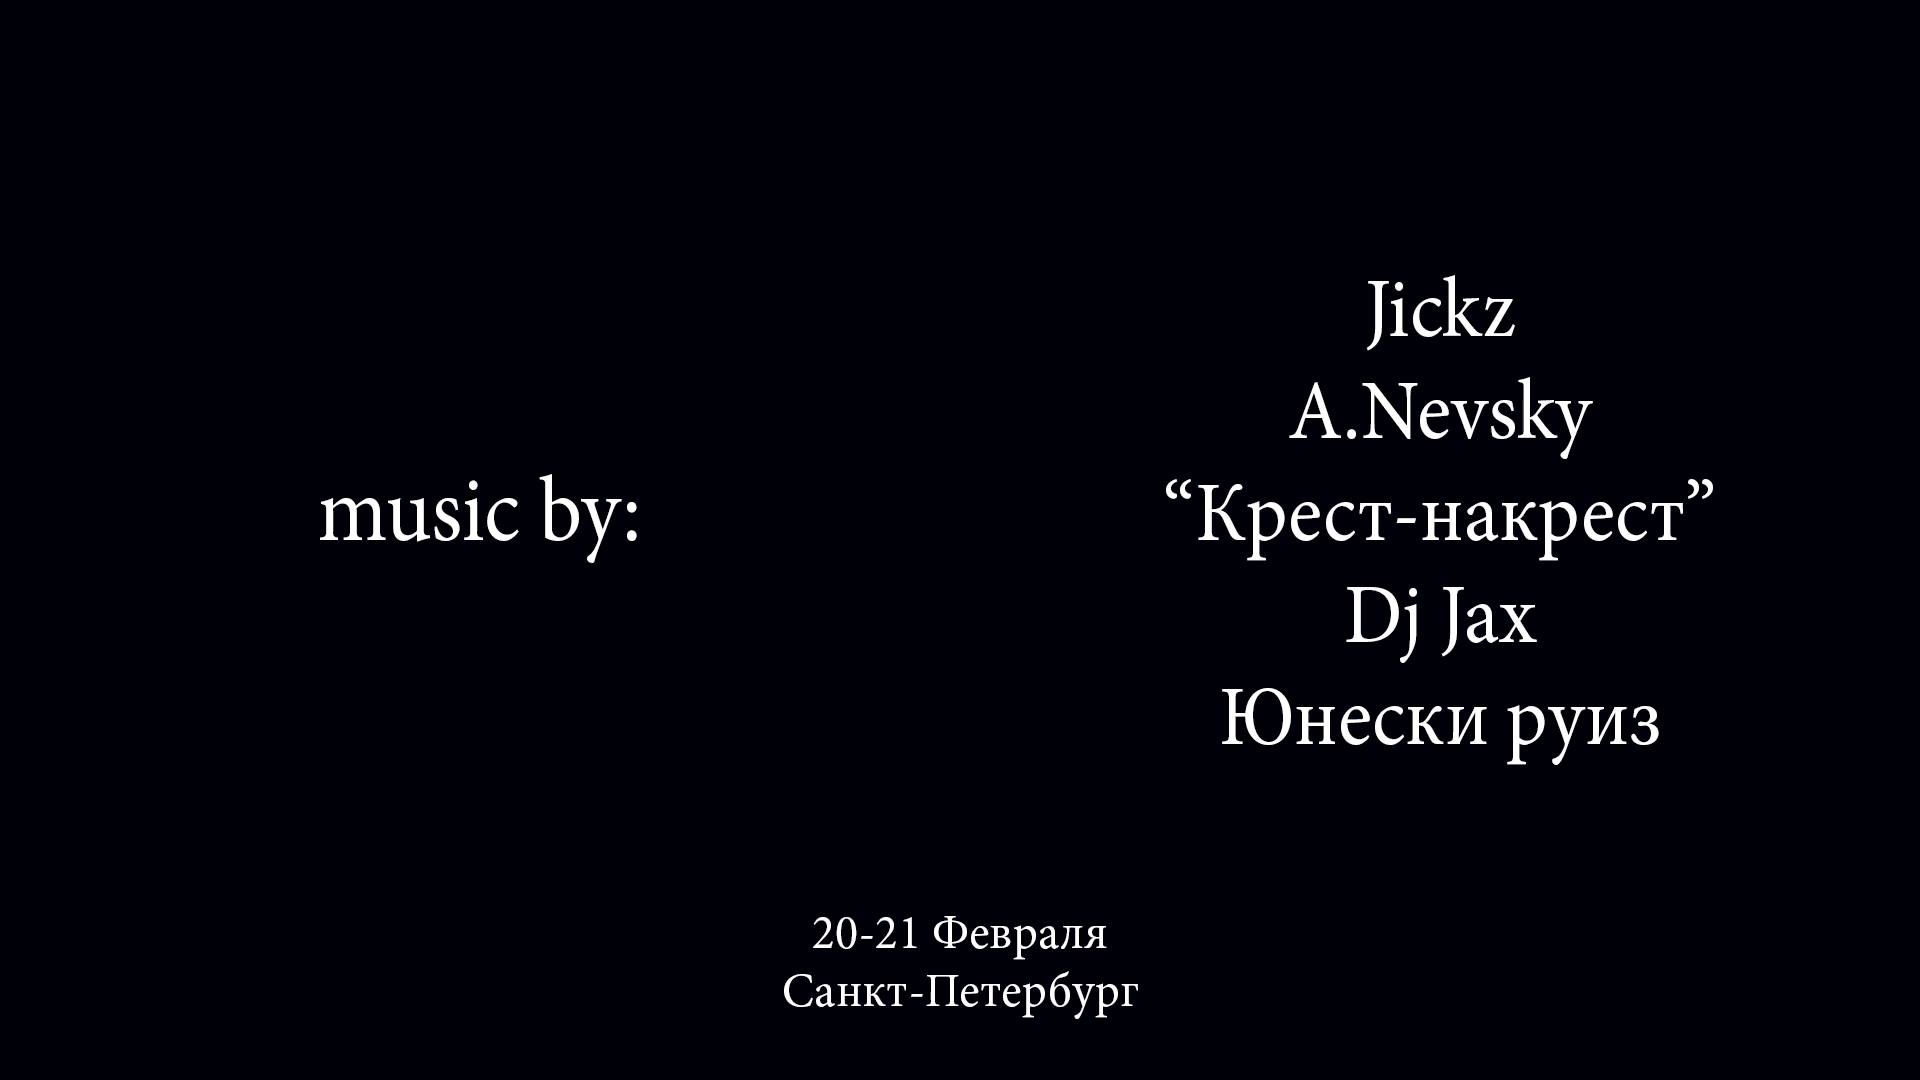 music by:
Jickz
A.Nevsky
“Крест-накрест”
Dj Jax
Юнески руиз
20-21 Февраля
Санкт-Петербург